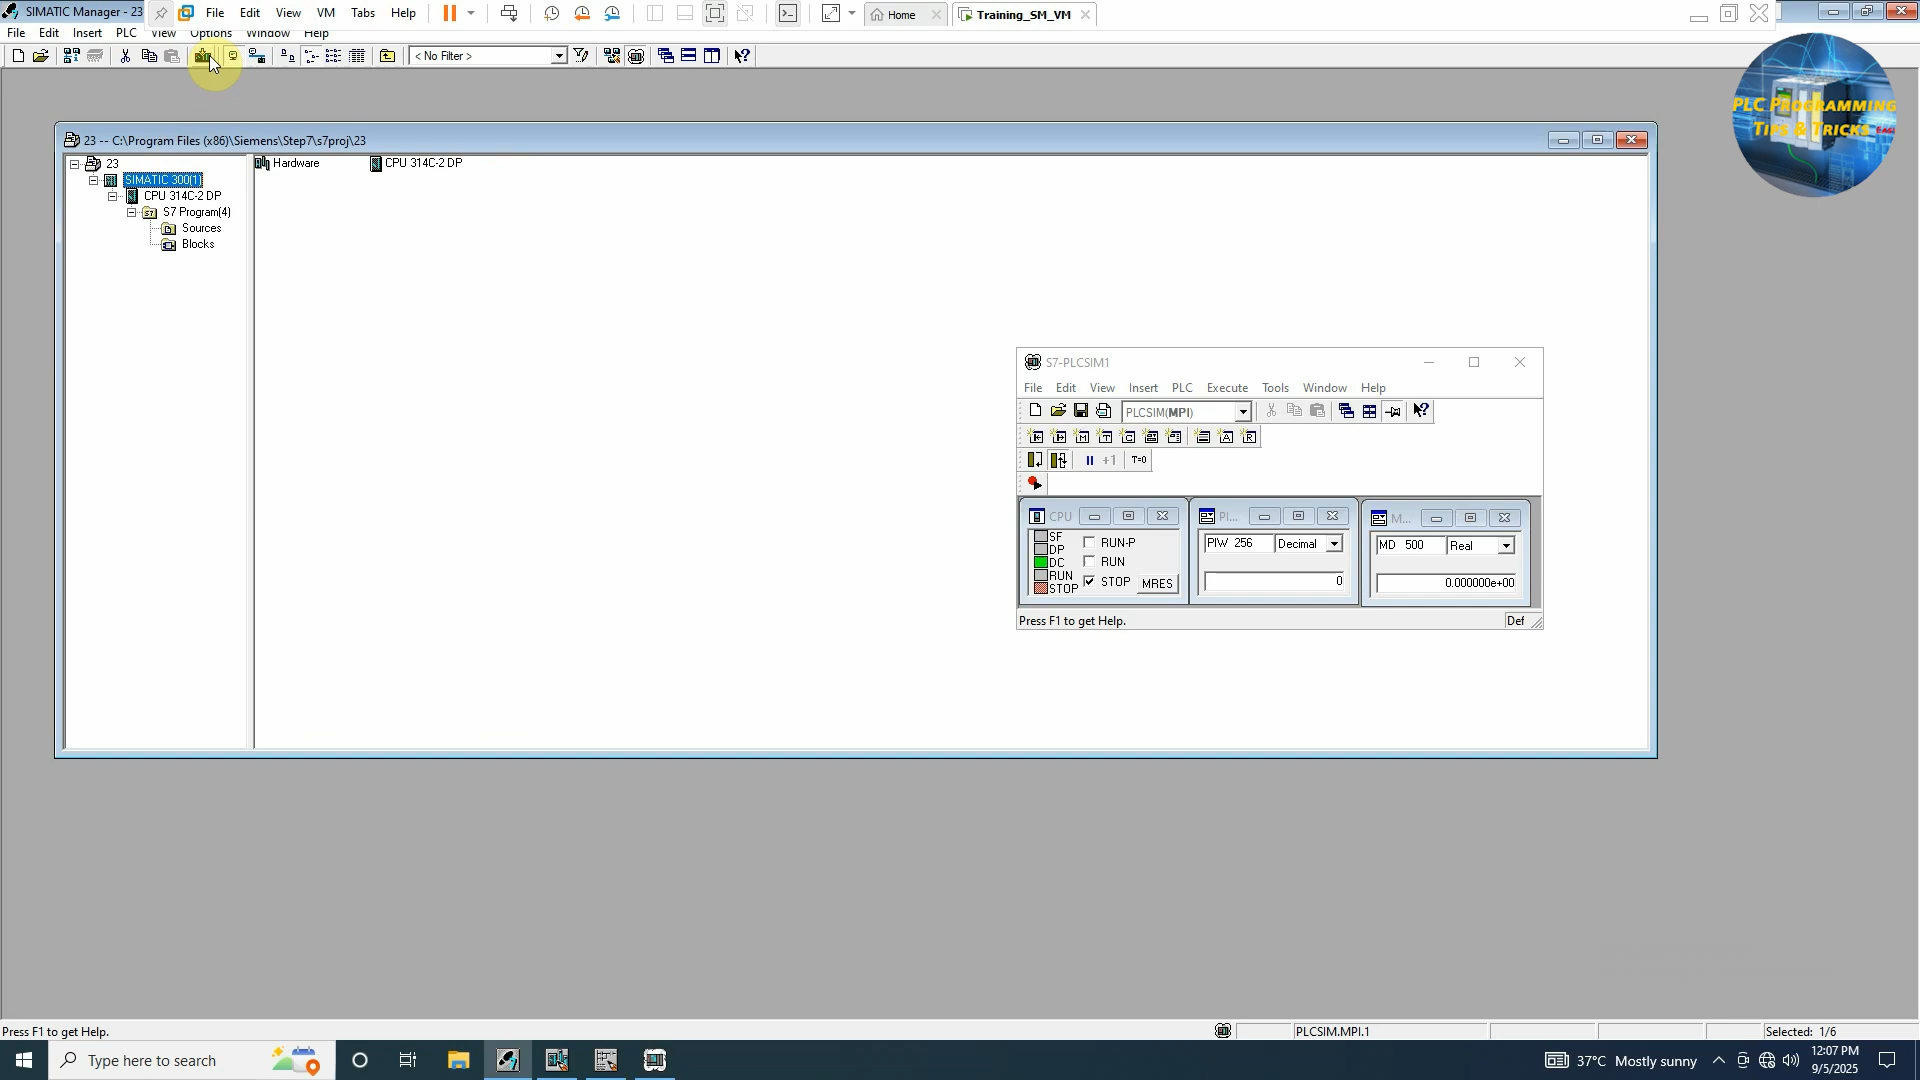 SIMATIC Manager - 23
File Edit View VM Tabs Help
Home
Training_SM_VM
File Edit Insert PLC View Options Window Help
< No Filter >
PLC PROGRAMMING
TIPS & TRICKS
23 -- C:\Program Files (x86)\Siemens\Step7\s7proj\23
23
SIMATIC 300(1)
CPU 314C-2 DP
S7 Program(4)
Sources
Blocks
Hardware
CPU 314C-2 DP
S7-PLCSIM1
File Edit View Insert PLC Execute Tools Window Help
PLCSIM(MPI)
+1
T=0
CPU
SF
DP
DC
RUN
STOP
RUN-P
RUN
STOP
MRES
PI...
PIW 256
Decimal
0
M...
MD 500
Real
0.000000e+00
Press F1 to get Help.
Def
Press F1 to get Help.
PLCSIM.MPI.1
Selected: 1/6
Type here to search
37°C Mostly sunny
12:07 PM
9/5/2025